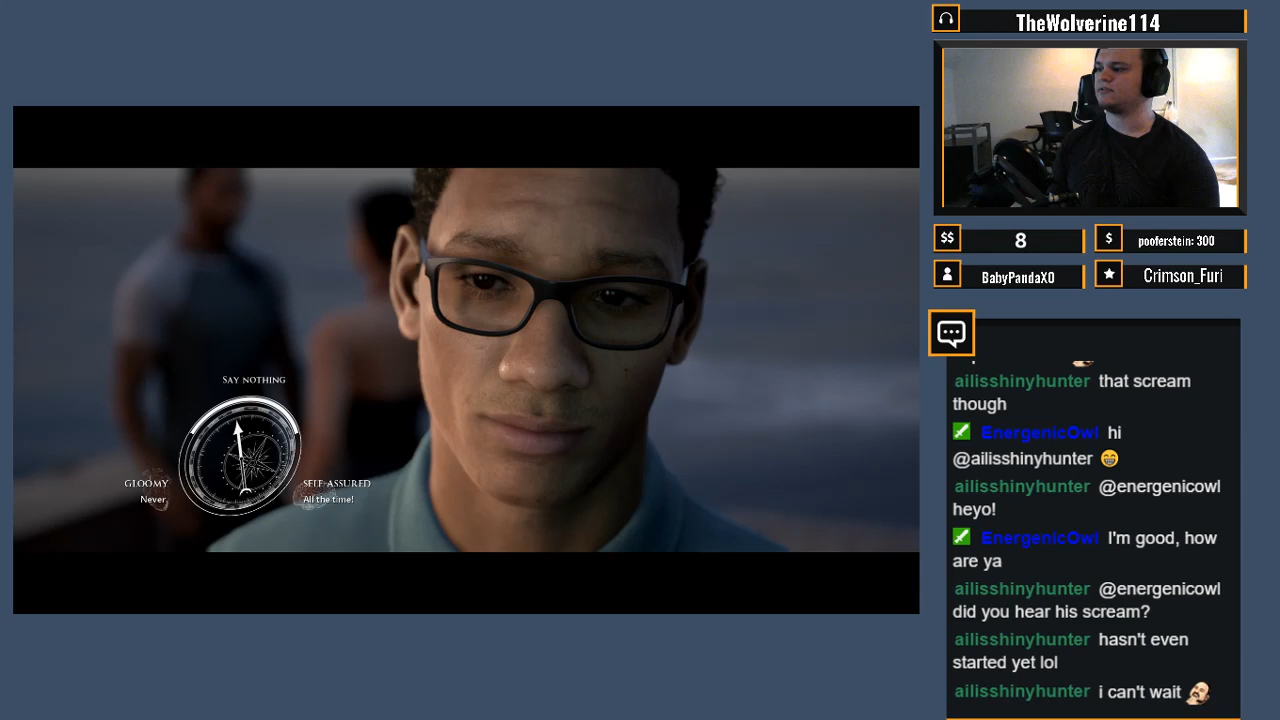 TheWolverine114
$$
8
$
pooferstein: 300
BabyPandaXO
Crimson_Furi
SAY NOTHING
GLOOMY
Never
SELF-ASSURED
All the time!
ailisshinyhunter that scream
though
EnergenicOwl hi
@ailisshinyhunter 😁
ailisshinyhunter @energenicowl
heyo!
EnergenicOwl I'm good, how
are ya
ailisshinyhunter @energenicowl
did you hear his scream?
ailisshinyhunter hasn't even
started yet lol
ailisshinyhunter i can't wait